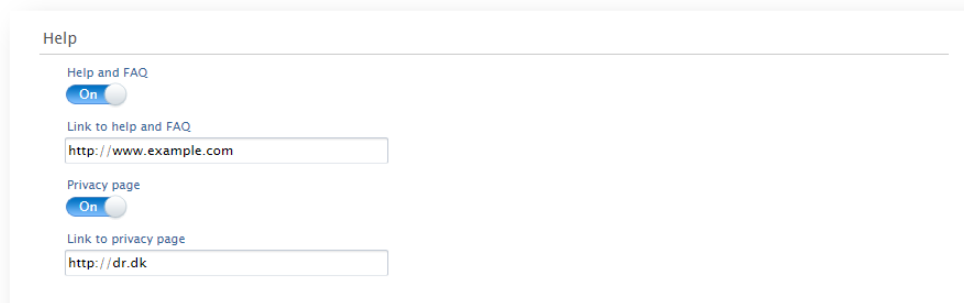 Help
Help and FAQ
On
Link to help and FAQ
http://www.example.com
Privacy page
On
Link to privacy page
http://dr.dk